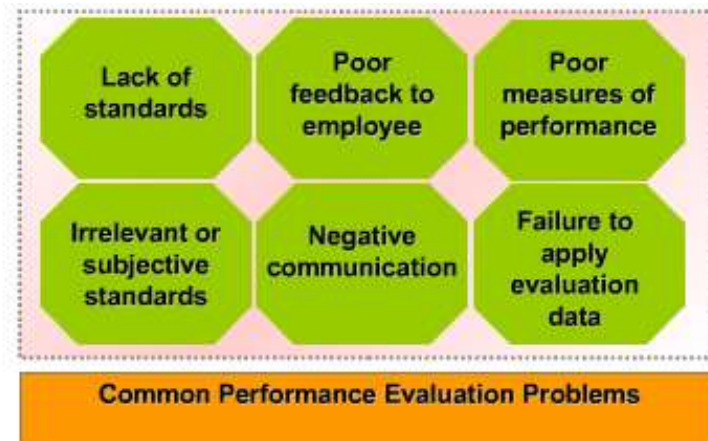 Lack of
standards
Poor
feedback to
employee
Poor
measures of
performance
Irrelevant or
subjective
standards
Negative
communication
Failure to
apply
evaluation
data
Common Performance Evaluation Problems